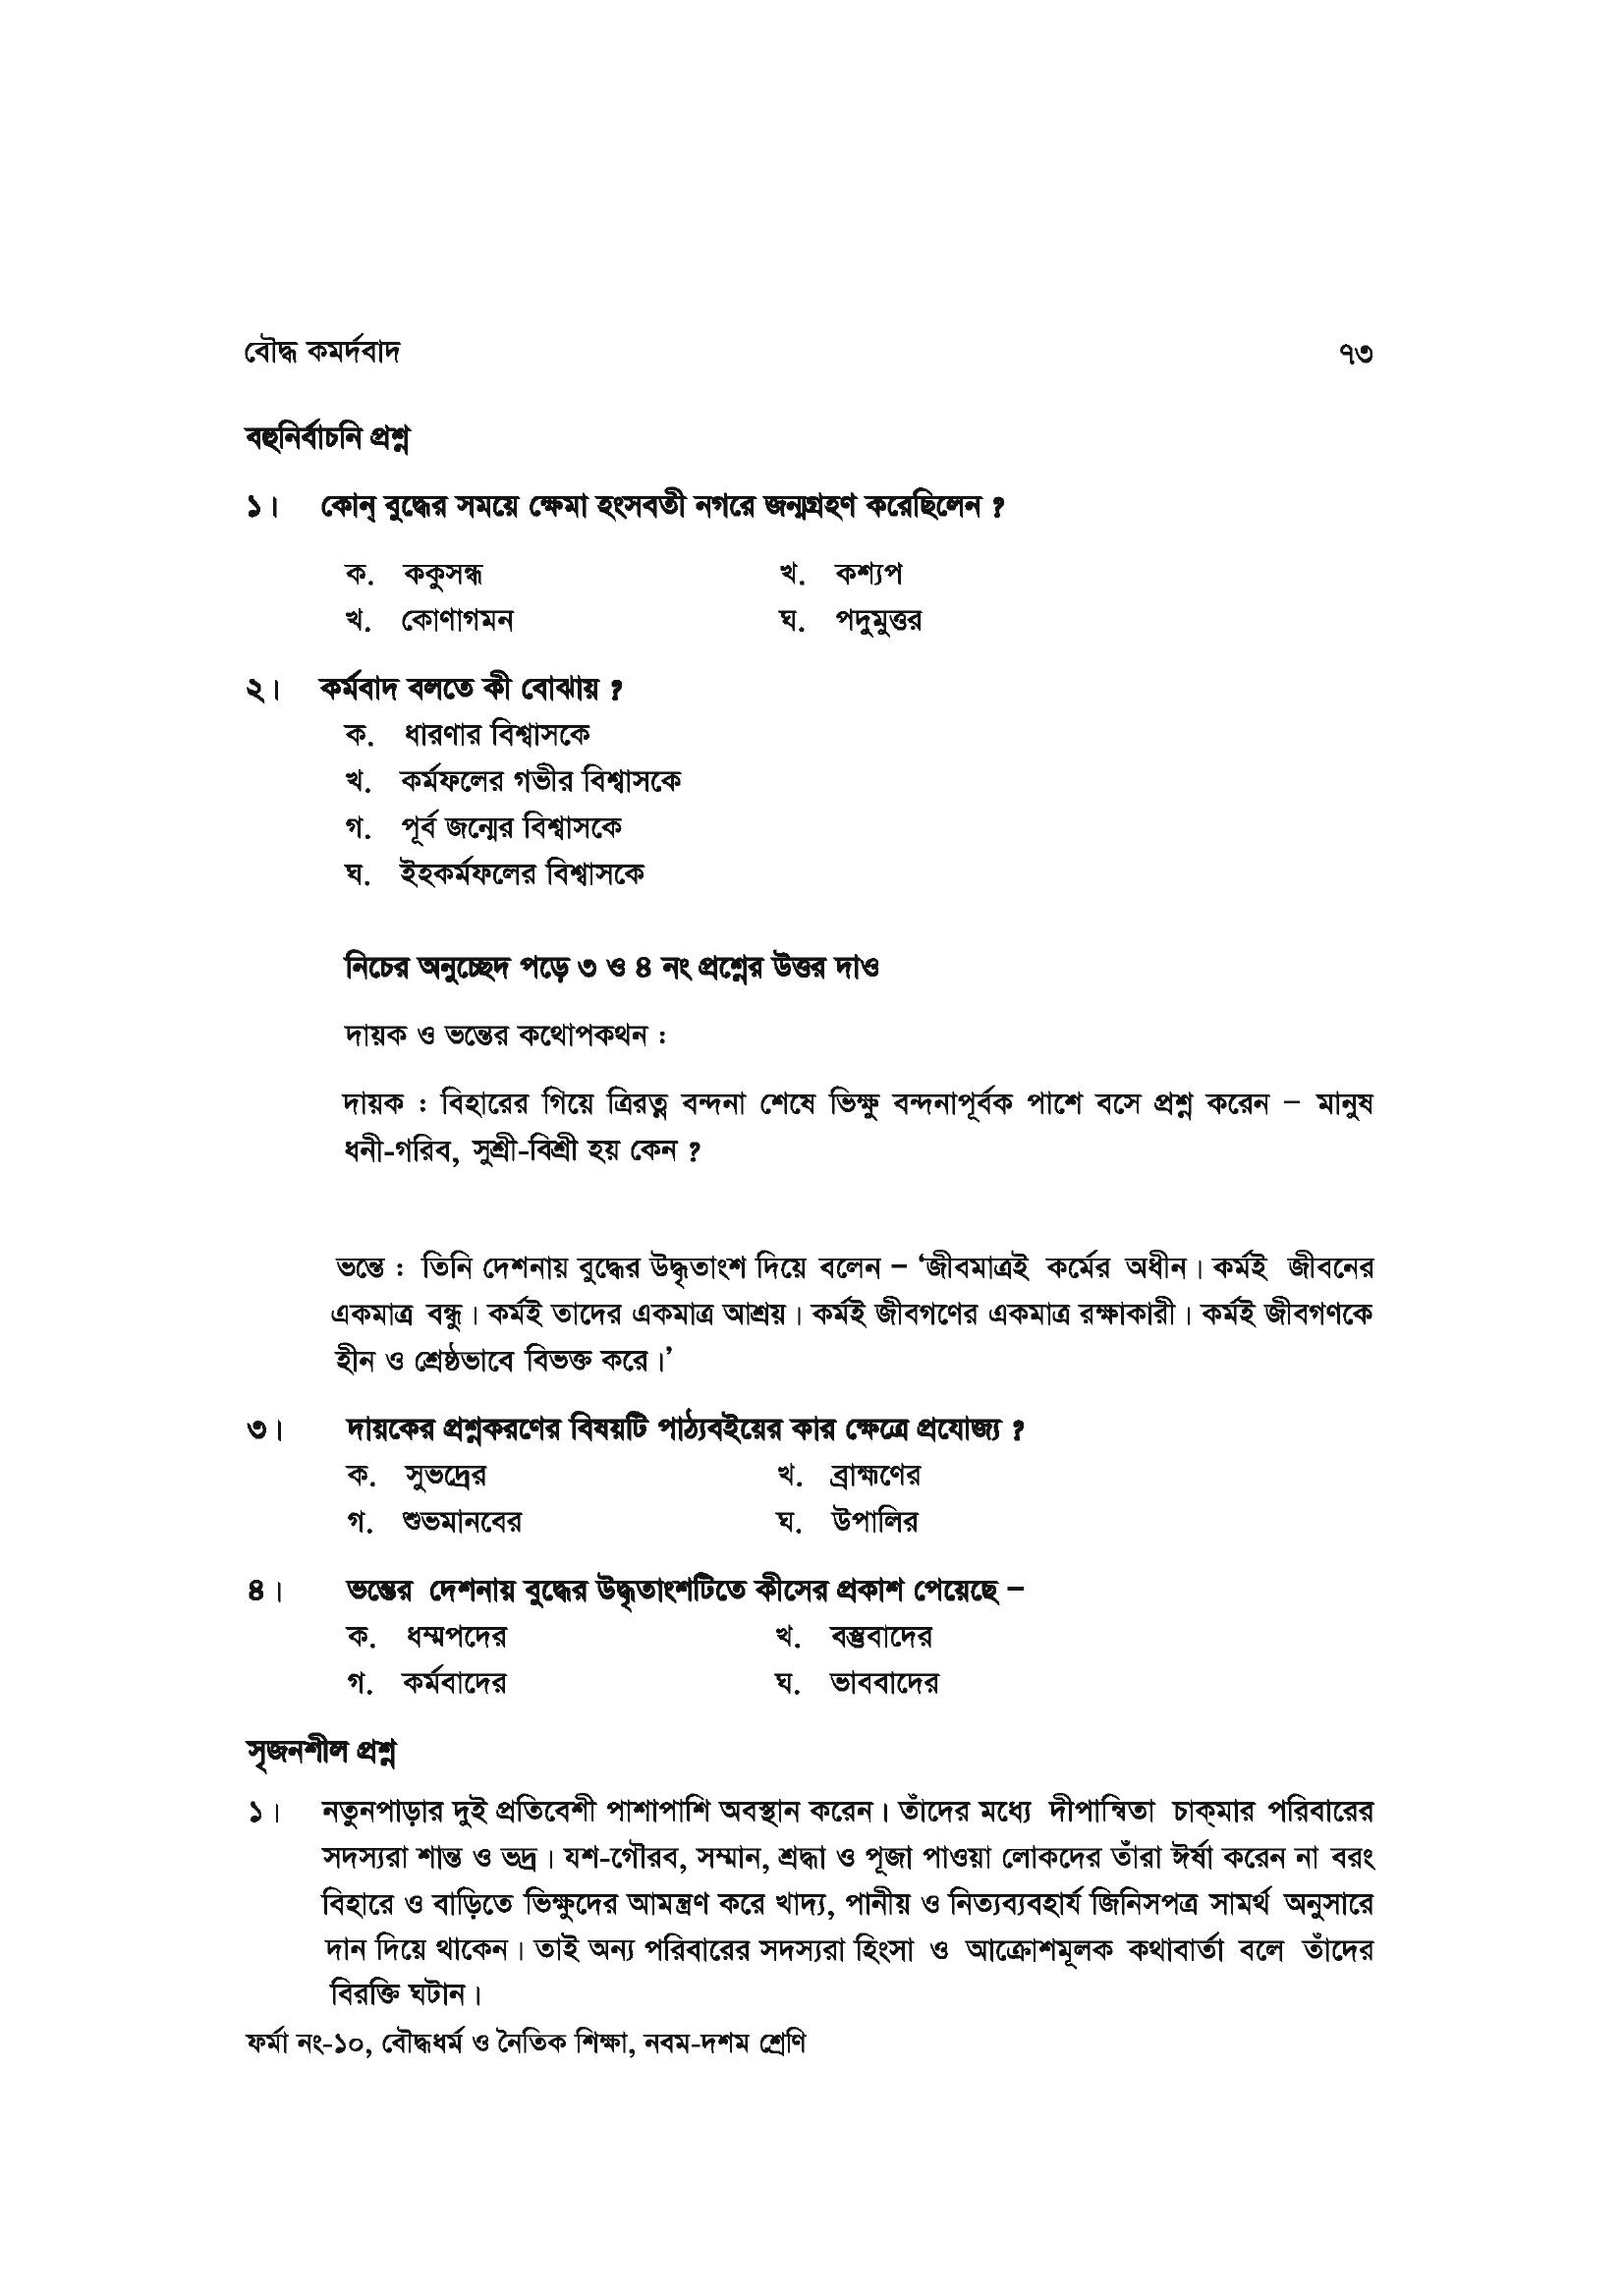 বৌদ্ধ কমর্দবাদ ৭৩
বহুনির্বাচনি প্রশ্ন
১। কোন্ বুদ্ধের সময়ে ক্ষেমা হংসবতী নগরে জন্মগ্রহণ করেছিলেন ?
ক. ককুসন্ধ খ. কশ্যপ
খ. কোণাগমন ঘ. পদুমুত্তর
২। কর্মবাদ বলতে কী বোঝায় ?
ক. ধারণার বিশ্বাসকে
খ. কর্মফলের গভীর বিশ্বাসকে
গ. পূর্ব জন্মের বিশ্বাসকে
ঘ. ইহকর্মফলের বিশ্বাসকে
নিচের অনুচ্ছেদ পড়ে ৩ ও ৪ নং প্রশ্নের উত্তর দাও
দায়ক ও ভন্তের কথোপকথন :
দায়ক : বিহারের গিয়ে ত্রিরত্ন বন্দনা শেষে ভিক্ষু বন্দনাপূর্বক পাশে বসে প্রশ্ন করেন – মানুষ
ধনী-গরিব, সুশ্রী-বিশ্রী হয় কেন ?
ভন্তে : তিনি দেশনায় বুদ্ধের উদ্ধৃতাংশ দিয়ে বলেন – ‘জীবমাত্রই কর্মের অধীন। কর্মই জীবনের
একমাত্র বন্ধু। কর্মই তাদের একমাত্র আশ্রয়। কর্মই জীবগণের একমাত্র রক্ষাকারী। কর্মই জীবগণকে
হীন ও শ্রেষ্ঠভাবে বিভক্ত করে।’
৩। দায়কের প্রশ্নকরণের বিষয়টি পাঠ্যবইয়ের কার ক্ষেত্রে প্রযোজ্য ?
ক. সুভদ্রের খ. ব্রাহ্মণের
গ. শুভমানবের ঘ. উপালির
৪। ভন্তের দেশনায় বুদ্ধের উদ্ধৃতাংশটিতে কীসের প্রকাশ পেয়েছে –
ক. ধম্মপদের খ. বস্তুবাদের
গ. কর্মবাদের ঘ. ভাববাদের
সৃজনশীল প্রশ্ন
১। নতুনপাড়ার দুই প্রতিবেশী পাশাপাশি অবস্থান করেন। তাঁদের মধ্যে দীপান্বিতা চাক্‌মার পরিবারের
সদস্যরা শান্ত ও ভদ্র। যশ-গৌরব, সম্মান, শ্রদ্ধা ও পূজা পাওয়া লোকদের তাঁরা ঈর্ষা করেন না বরং
বিহারে ও বাড়িতে ভিক্ষুদের আমন্ত্রণ করে খাদ্য, পানীয় ও নিত্যব্যবহার্য জিনিসপত্র সামর্থ অনুসারে
দান দিয়ে থাকেন। তাই অন্য পরিবারের সদস্যরা হিংসা ও আক্রোশমূলক কথাবার্তা বলে তাঁদের
বিরক্তি ঘটান।
ফর্মা নং-১০, বৌদ্ধধর্ম ও নৈতিক শিক্ষা, নবম-দশম শ্রেণি